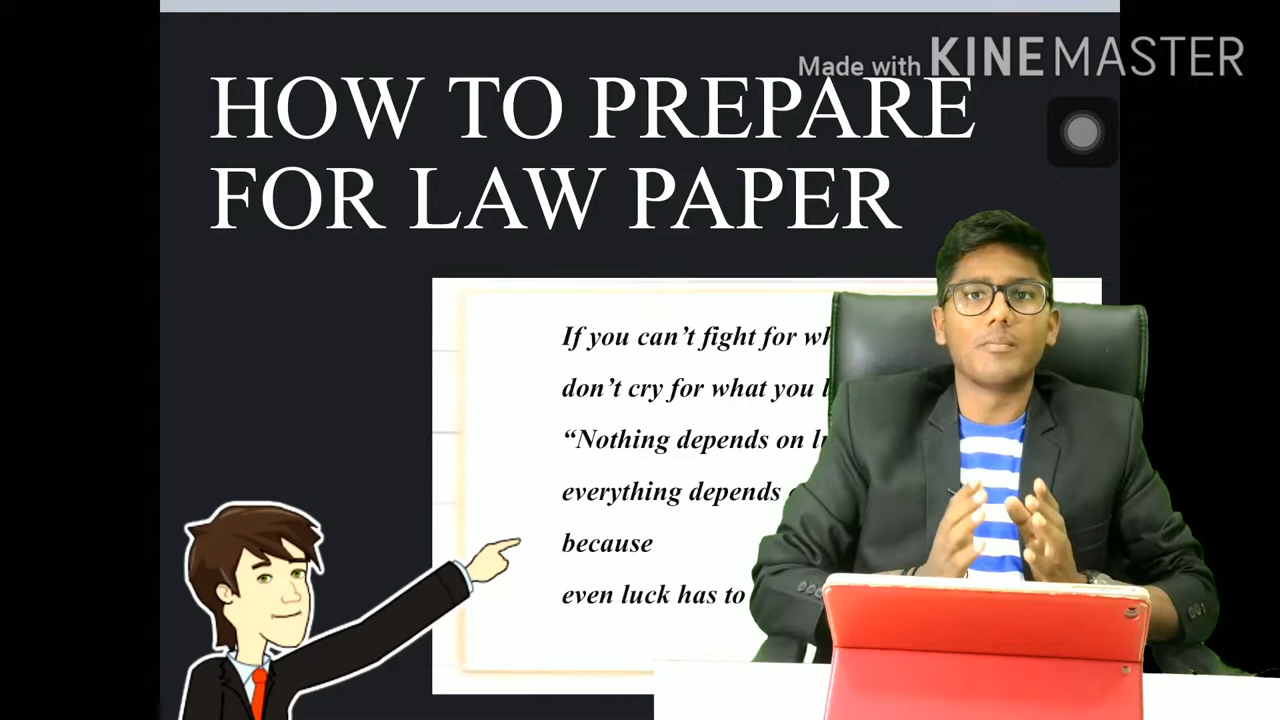 Made with KINEMASTER
HOW TO PREPARE
FOR LAW PAPER
If you can't fight for
don't cry for what you
“Nothing depends on
everything depends
because
even luck has to